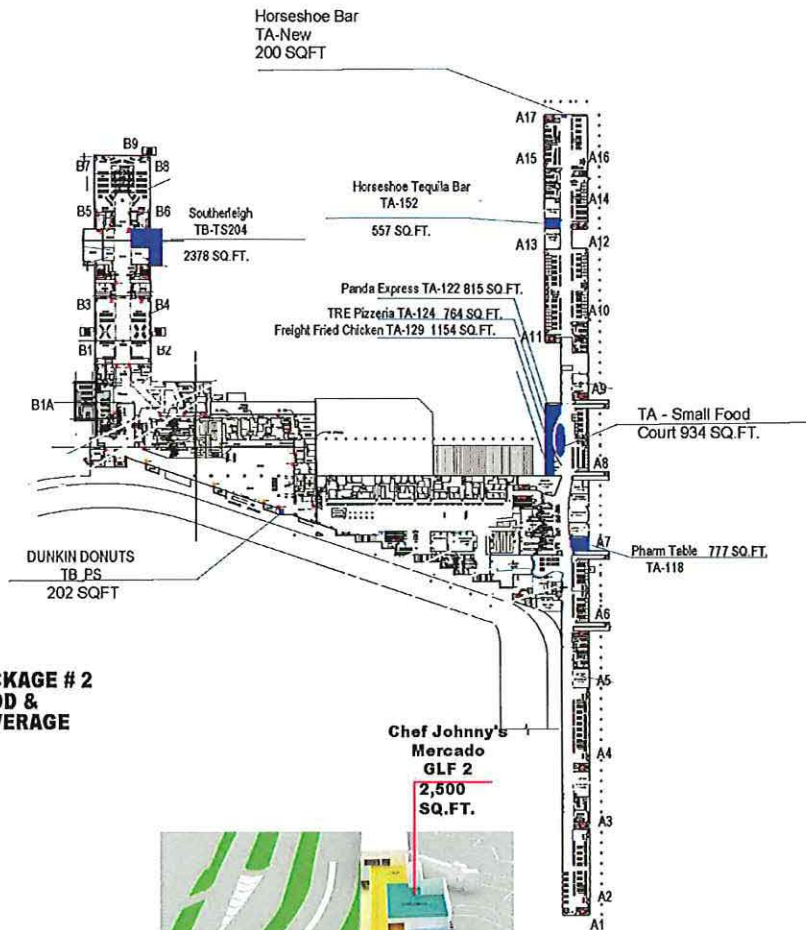 Horseshoe Bar
TA-New
200 SQFT
A17
A15
A16
A14
A13
A12
A10
A11
A9
A8
A7
A6
A5
A4
A3
A2
A1
B9
B7
B8
B5
B6
B3
B4
B1
B2
B1A
Southerleigh
TB-TS204
2378 SQ.FT.
Horseshoe Tequila Bar
TA-152
557 SQ.FT.
Panda Express TA-122 815 SQ.FT.
TRE Pizzeria TA-124 764 SQ.FT.
Freight Fried Chicken TA-129 1154 SQ.FT.
TA - Small Food
Court 934 SQ.FT.
Pharm Table 777 SQ.FT.
TA-118
DUNKIN DONUTS
TB_PS
202 SQFT
CKAGE # 2
OD &
VERAGE
Chef Johnny's
Mercado
GLF 2
2,500
SQ.FT.